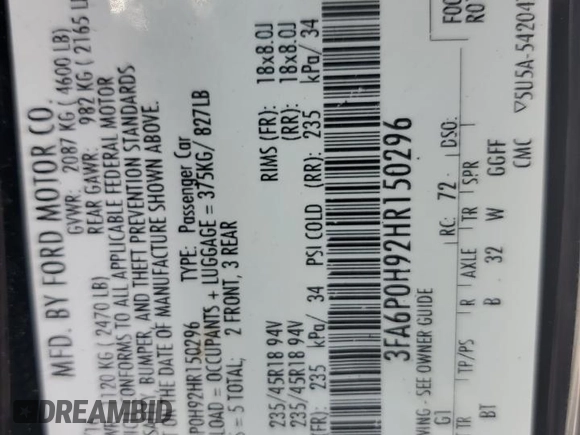 MFD. BY FORD MOTOR CO.
GVWR: 2087 KG ( 4600 LB)
1120 KG ( 2470 LB) REAR GAWR: 982 KG ( 2165
CONFORMS TO ALL APPLICABLE FEDERAL MOTOR
BUMPER, AND THEFT PREVENTION STANDARDS
THE DATE OF MANUFACTURE SHOWN ABOVE.
P0H92HR150296 TYPE: Passenger Car
LOAD = OCCUPANTS + LUGGAGE = 375KG/ 827LB
= 5 TOTAL; 2 FRONT, 3 REAR
235/45R18 94V RIMS (FR): 18x8.0J
235/45R18 94V (RR): 18x8.0J
(FR): 235 kPa/ 34 PSI COLD (RR): 235 kPa/ 34
3FA6P0H92HR150296
- SEE OWNER GUIDE
G1 RC: 72 DSO:
BT TP/PS R AXLE TR SPR
B 32 W GGFF
CMC ▽5U5A-54204
DREAMBID